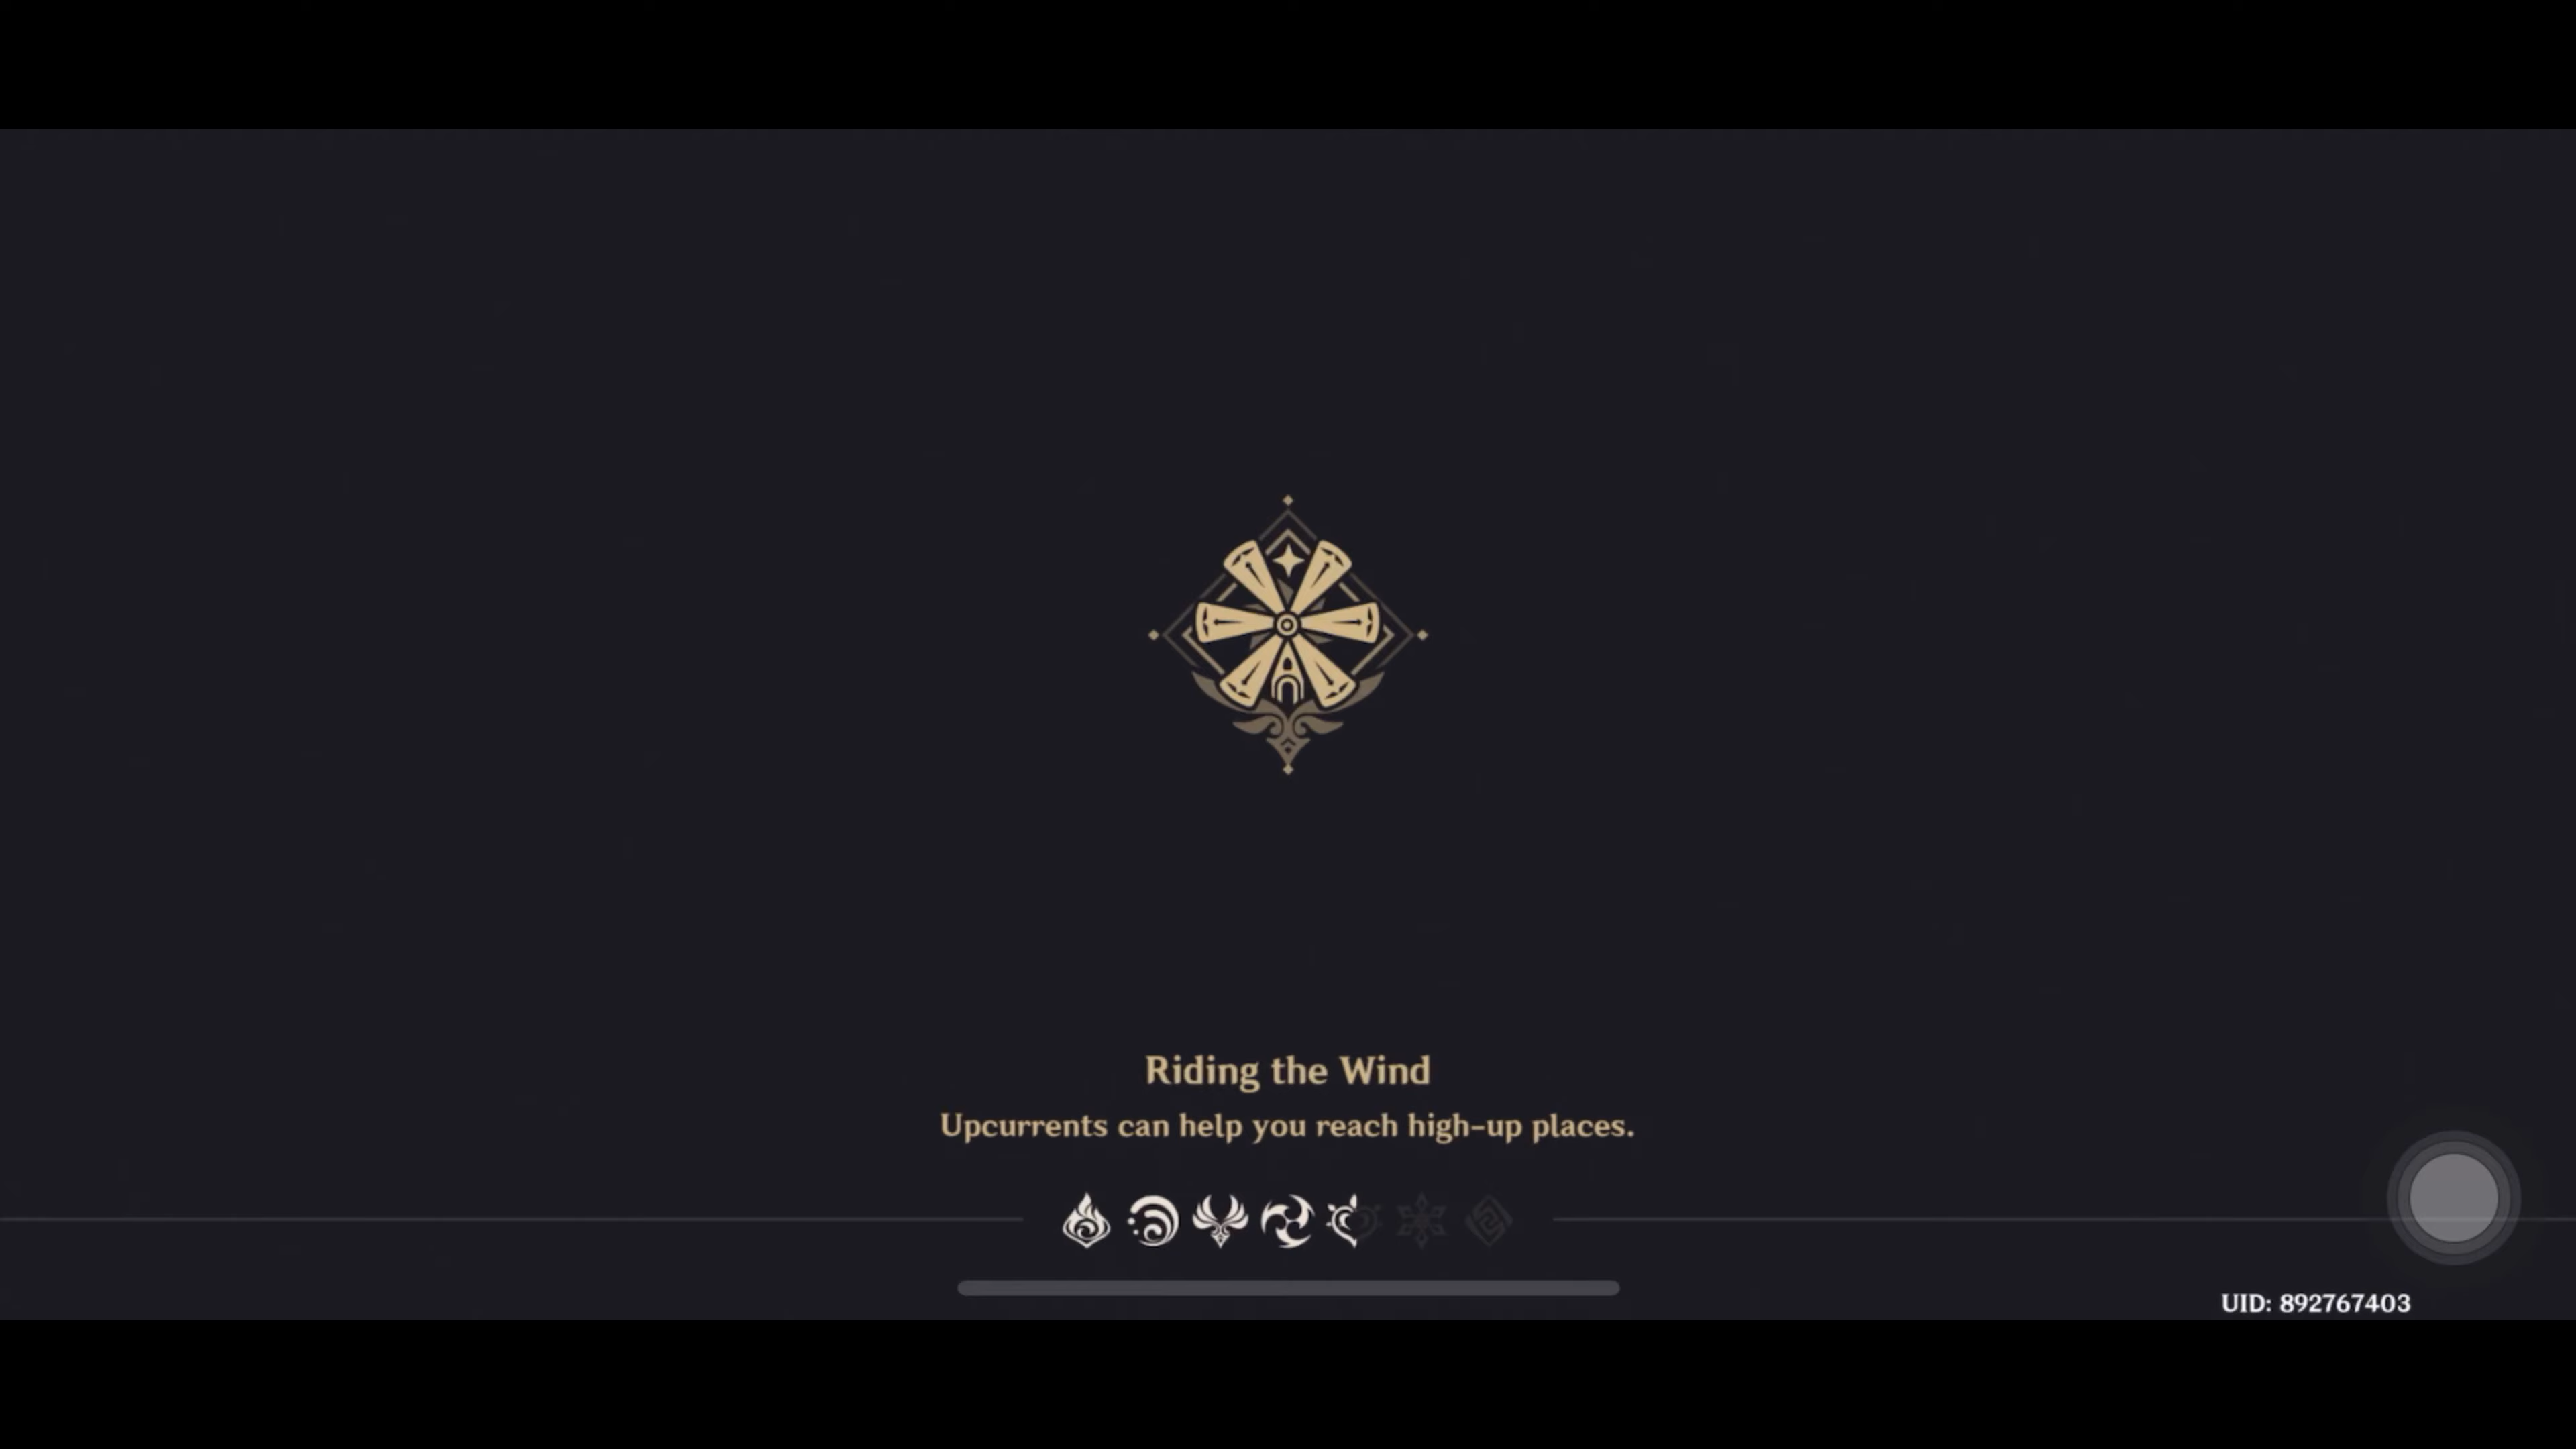 Riding the Wind
Upcurrents can help you reach high-up places.
UID: 892767403